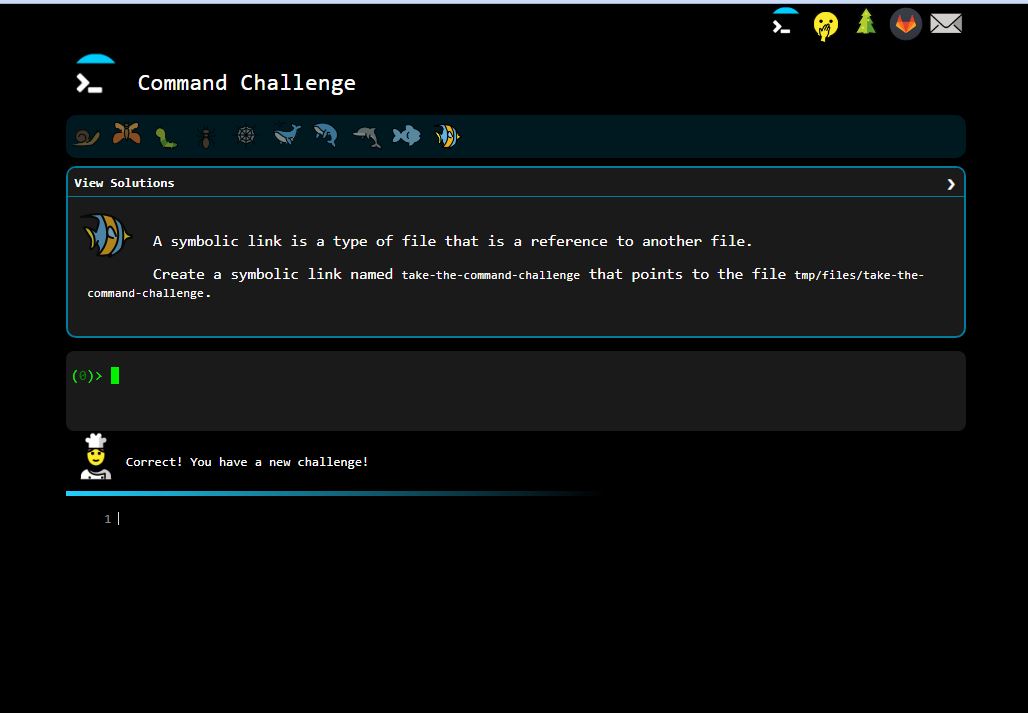 Command Challenge
View Solutions
A symbolic link is a type of file that is a reference to another file.
Create a symbolic link named take-the-command-challenge that points to the file tmp/files/take-the-
command-challenge.
(0)>
Correct! You have a new challenge!
1